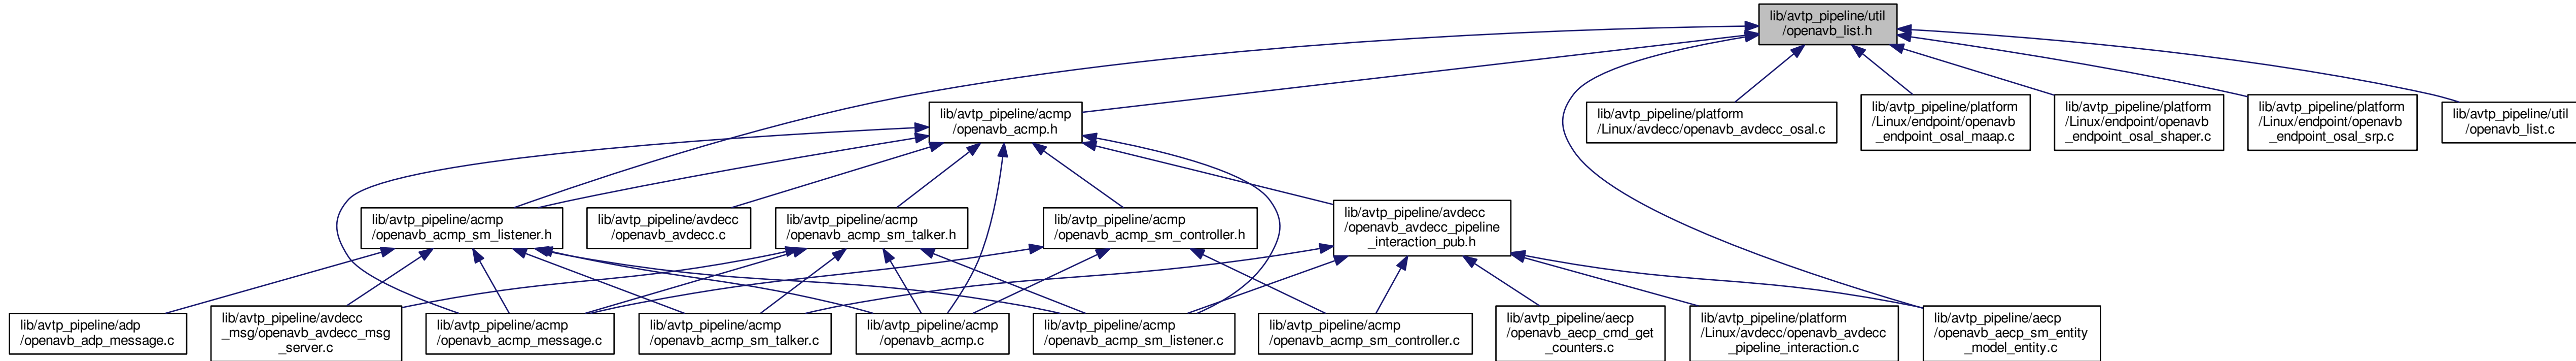 lib/avtp_pipeline/util
/openavb_list.h
lib/avtp_pipeline/acmp
/openavb_acmp.h
lib/avtp_pipeline/platform
/Linux/avdecc/openavb_avdecc_osal.c
lib/avtp_pipeline/platform
/Linux/endpoint/openavb
_endpoint_osal_maap.c
lib/avtp_pipeline/platform
/Linux/endpoint/openavb
_endpoint_osal_shaper.c
lib/avtp_pipeline/platform
/Linux/endpoint/openavb
_endpoint_osal_srp.c
lib/avtp_pipeline/util
/openavb_list.c
lib/avtp_pipeline/acmp
/openavb_acmp_sm_listener.h
lib/avtp_pipeline/avdecc
/openavb_avdecc.c
lib/avtp_pipeline/acmp
/openavb_acmp_sm_talker.h
lib/avtp_pipeline/acmp
/openavb_acmp_sm_controller.h
lib/avtp_pipeline/avdecc
/openavb_avdecc_pipeline
_interaction_pub.h
lib/avtp_pipeline/adp
/openavb_adp_message.c
lib/avtp_pipeline/avdecc
_msg/openavb_avdecc_msg
_server.c
lib/avtp_pipeline/acmp
/openavb_acmp_message.c
lib/avtp_pipeline/acmp
/openavb_acmp_sm_talker.c
lib/avtp_pipeline/acmp
/openavb_acmp.c
lib/avtp_pipeline/acmp
/openavb_acmp_sm_listener.c
lib/avtp_pipeline/acmp
/openavb_acmp_sm_controller.c
lib/avtp_pipeline/aecp
/openavb_aecp_cmd_get
_counters.c
lib/avtp_pipeline/platform
/Linux/avdecc/openavb_avdecc
_pipeline_interaction.c
lib/avtp_pipeline/aecp
/openavb_aecp_sm_entity
_model_entity.c